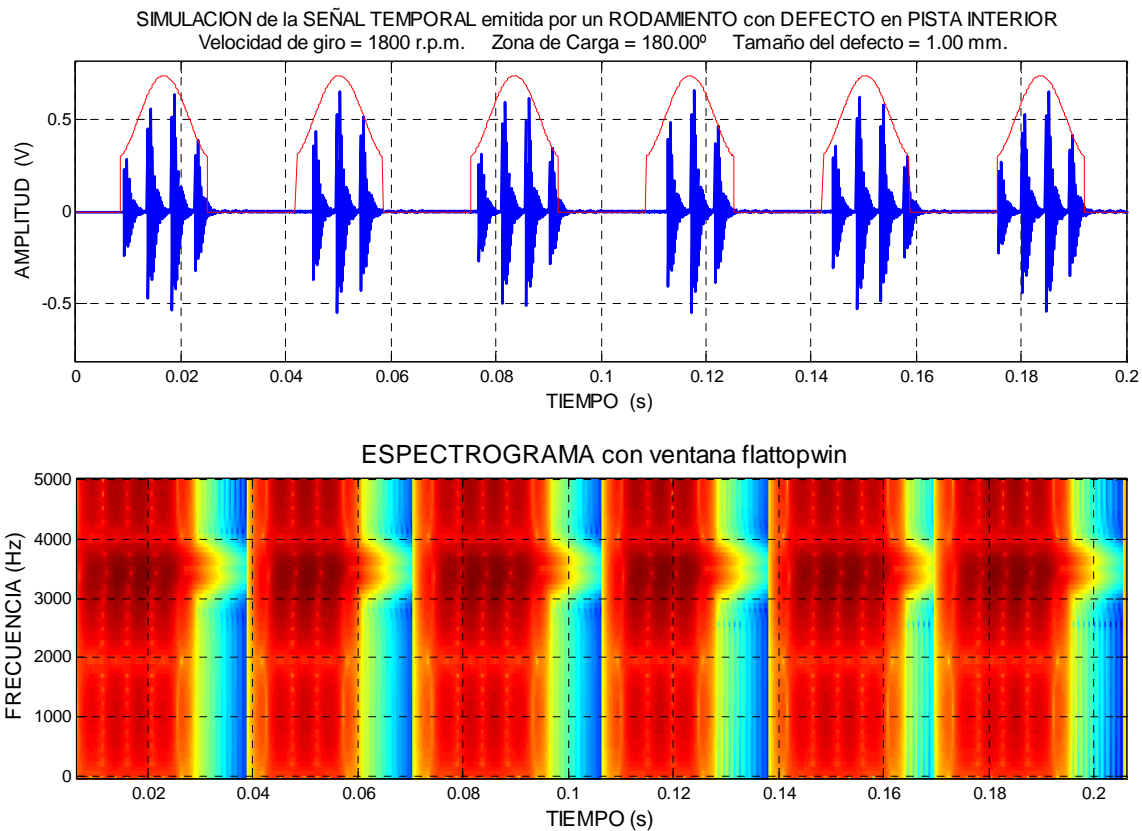 SIMULACION de la SEÑAL TEMPORAL emitida por un RODAMIENTO con DEFECTO en PISTA INTERIOR
Velocidad de giro = 1800 r.p.m. Zona de Carga = 180.00º Tamaño del defecto = 1.00 mm.
AMPLITUD (V)
0.5
0
-0.5
0 0.02 0.04 0.06 0.08 0.1 0.12 0.14 0.16 0.18 0.2
TIEMPO (s)
ESPECTROGRAMA con ventana flattopwin
FRECUENCIA (Hz)
5000
4000
3000
2000
1000
0
0.02 0.04 0.06 0.08 0.1 0.12 0.14 0.16 0.18 0.2
TIEMPO (s)